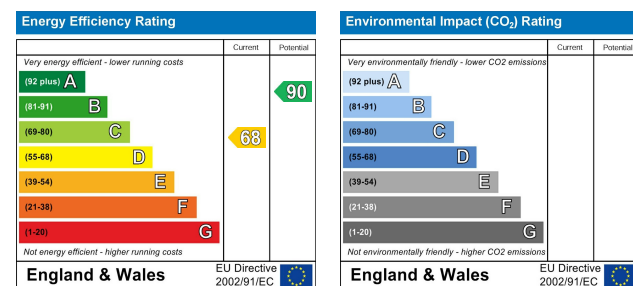 Energy Efficiency Rating
Current Potential
Very energy efficient - lower running costs
(92 plus) A
(81-91) B
(69-80) C
(55-68) D
(39-54) E
(21-38) F
(1-20) G
68
90
Not energy efficient - higher running costs
England & Wales
EU Directive
2002/91/EC
Environmental Impact (CO₂) Rating
Current Potential
Very environmentally friendly - lower CO2 emissions
(92 plus) A
(81-91) B
(69-80) C
(55-68) D
(39-54) E
(21-38) F
(1-20) G
Not environmentally friendly - higher CO2 emissions
England & Wales
EU Directive
2002/91/EC